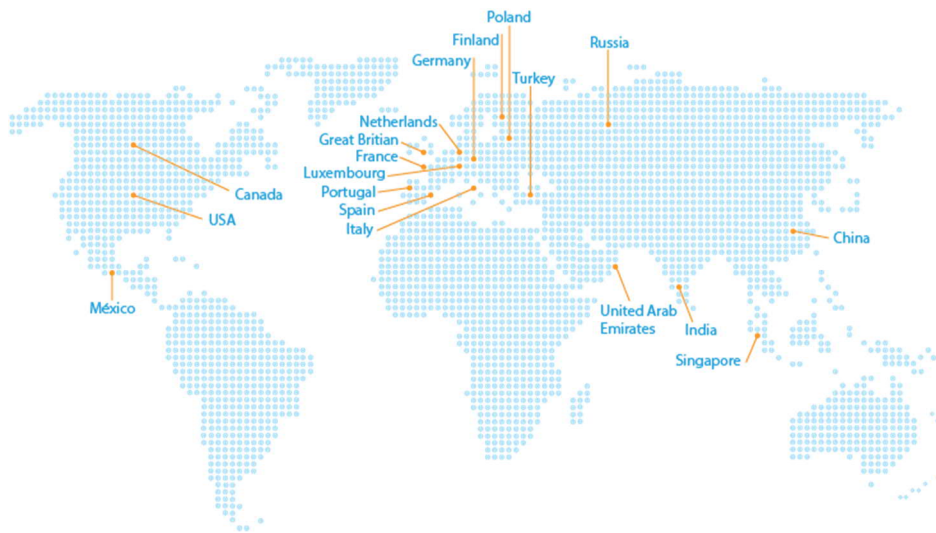 Poland
Finland
Russia
Germany
Turkey
Netherlands
Great Britian
France
Luxembourg
Portugal
Canada
Spain
USA
Italy
China
México
United Arab
Emirates
India
Singapore